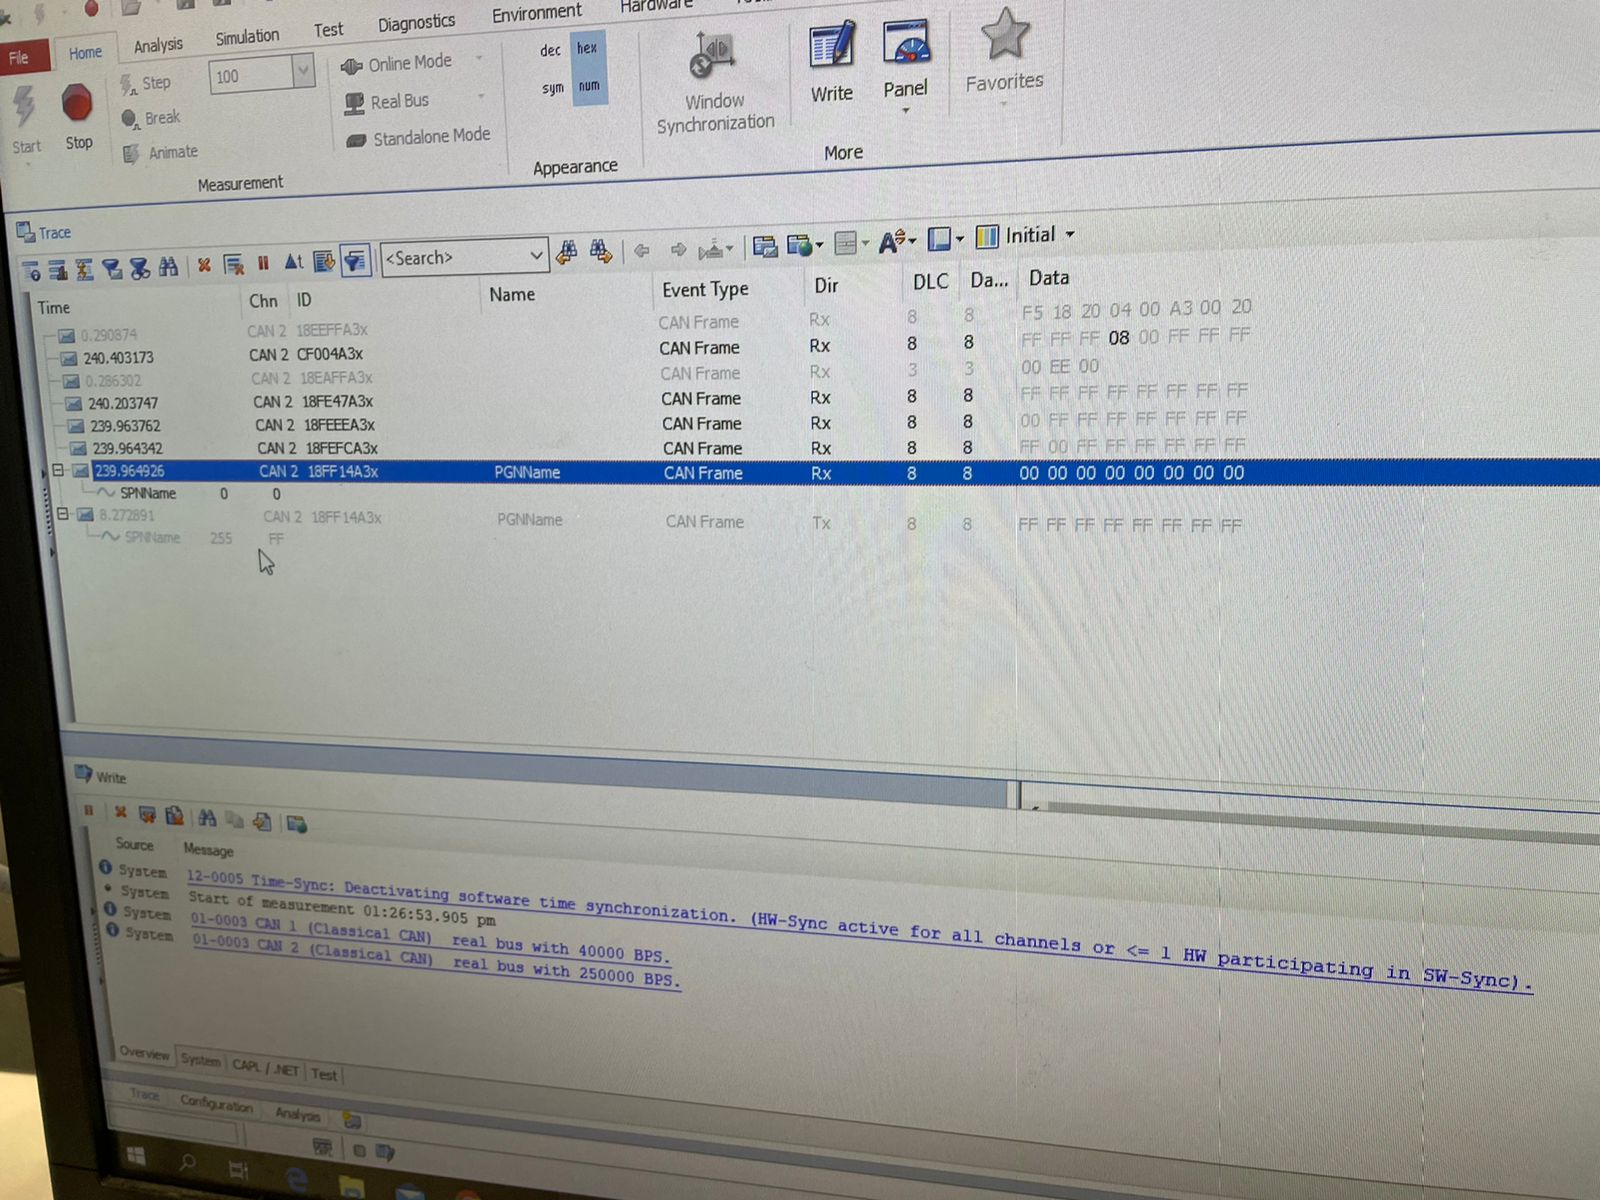 File Home Analysis Simulation Test Diagnostics Environment Hardware
Start
Stop
Step
Break
Animate
100
Measurement
Online Mode
Real Bus
Standalone Mode
dec hex
sym num
Appearance
Window
Synchronization
Write
Panel
More
Favorites
Trace
<Search>
Initial
Time Chn ID Name Event Type Dir DLC Da... Data
0.290874 CAN 2 18EEFFA3x CAN Frame Rx 8 8 F5 18 20 04 00 A3 00 20
240.403173 CAN 2 CF004A3x CAN Frame Rx 8 8 FF FF FF 08 00 FF FF FF
0.286302 CAN 2 18EAFFA3x CAN Frame Rx 3 3 00 EE 00
240.203747 CAN 2 18FE47A3x CAN Frame Rx 8 8 FF FF FF FF FF FF FF FF
239.963762 CAN 2 18FEEEA3x CAN Frame Rx 8 8 00 FF FF FF FF FF FF FF
239.964342 CAN 2 18FEFCA3x CAN Frame Rx 8 8 FF 00 FF FF FF FF FF FF
239.964926 CAN 2 18FF14A3x PGNName CAN Frame Rx 8 8 00 00 00 00 00 00 00 00
SPNName 0 0
8.272891 CAN 2 18FF14A3x PGNName CAN Frame Tx 8 8 FF FF FF FF FF FF FF FF
SPNName 255 FF
Write
Source Message
System 12-0005 Time-Sync: Deactivating software time synchronization. (HW-Sync active for all channels or <= 1 HW participating in SW-Sync).
System Start of measurement 01:26:53.905 pm
System 01-0003 CAN 1 (Classical CAN) real bus with 40000 BPS.
System 01-0003 CAN 2 (Classical CAN) real bus with 250000 BPS.
Overview System CAPL / .NET Test
Trace Configuration Analysis